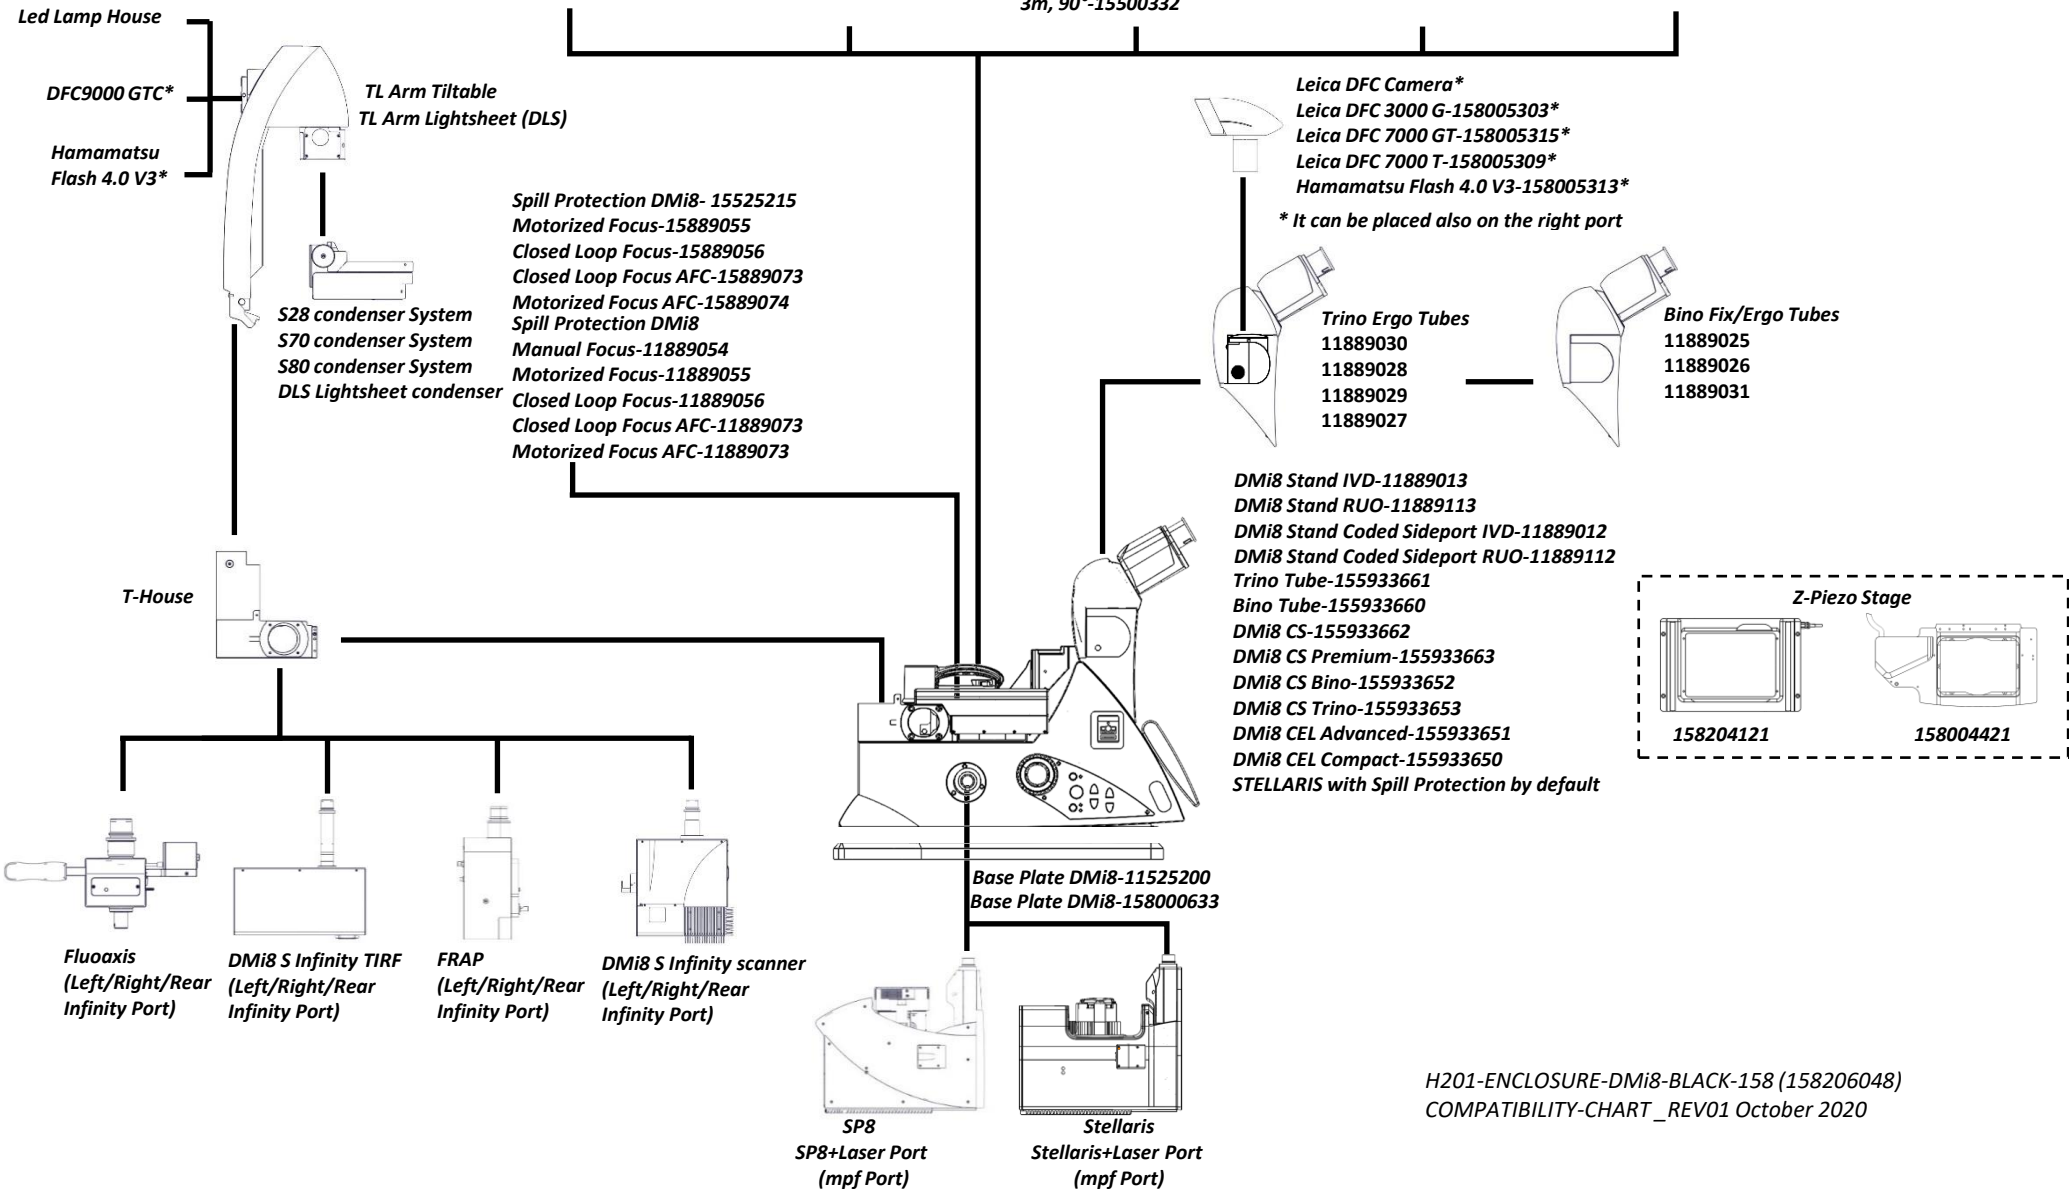 3m, 90°-15500332
Led Lamp House
DFC9000 GTC*
Hamamatsu
Flash 4.0 V3*
TL Arm Tiltable
TL Arm Lightsheet (DLS)
S28 condenser System
S70 condenser System
S80 condenser System
DLS Lightsheet condenser
Spill Protection DMi8- 15525215
Motorized Focus-15889055
Closed Loop Focus-15889056
Closed Loop Focus AFC-15889073
Motorized Focus AFC-15889074
Spill Protection DMi8
Manual Focus-11889054
Motorized Focus-11889055
Closed Loop Focus-11889056
Closed Loop Focus AFC-11889073
Motorized Focus AFC-11889073
Leica DFC Camera*
Leica DFC 3000 G-158005303*
Leica DFC 7000 GT-158005315*
Leica DFC 7000 T-158005309*
Hamamatsu Flash 4.0 V3-158005313*
* It can be placed also on the right port
Trino Ergo Tubes
11889030
11889028
11889029
11889027
Bino Fix/Ergo Tubes
11889025
11889026
11889031
DMi8 Stand IVD-11889013
DMi8 Stand RUO-11889113
DMi8 Stand Coded Sideport IVD-11889012
DMi8 Stand Coded Sideport RUO-11889112
Trino Tube-155933661
Bino Tube-155933660
DMi8 CS-155933662
DMi8 CS Premium-155933663
DMi8 CS Bino-155933652
DMi8 CS Trino-155933653
DMi8 CEL Advanced-155933651
DMi8 CEL Compact-155933650
STELLARIS with Spill Protection by default
Z-Piezo Stage
158204121
158004421
T-House
Base Plate DMi8-11525200
Base Plate DMi8-158000633
Fluoaxis
(Left/Right/Rear
Infinity Port)
DMi8 S Infinity TIRF
(Left/Right/Rear
Infinity Port)
FRAP
(Left/Right/Rear
Infinity Port)
DMi8 S Infinity scanner
(Left/Right/Rear
Infinity Port)
SP8
SP8+Laser Port
(mpf Port)
Stellaris
Stellaris+Laser Port
(mpf Port)
H201-ENCLOSURE-DMi8-BLACK-158 (158206048)
COMPATIBILITY-CHART _REV01 October 2020